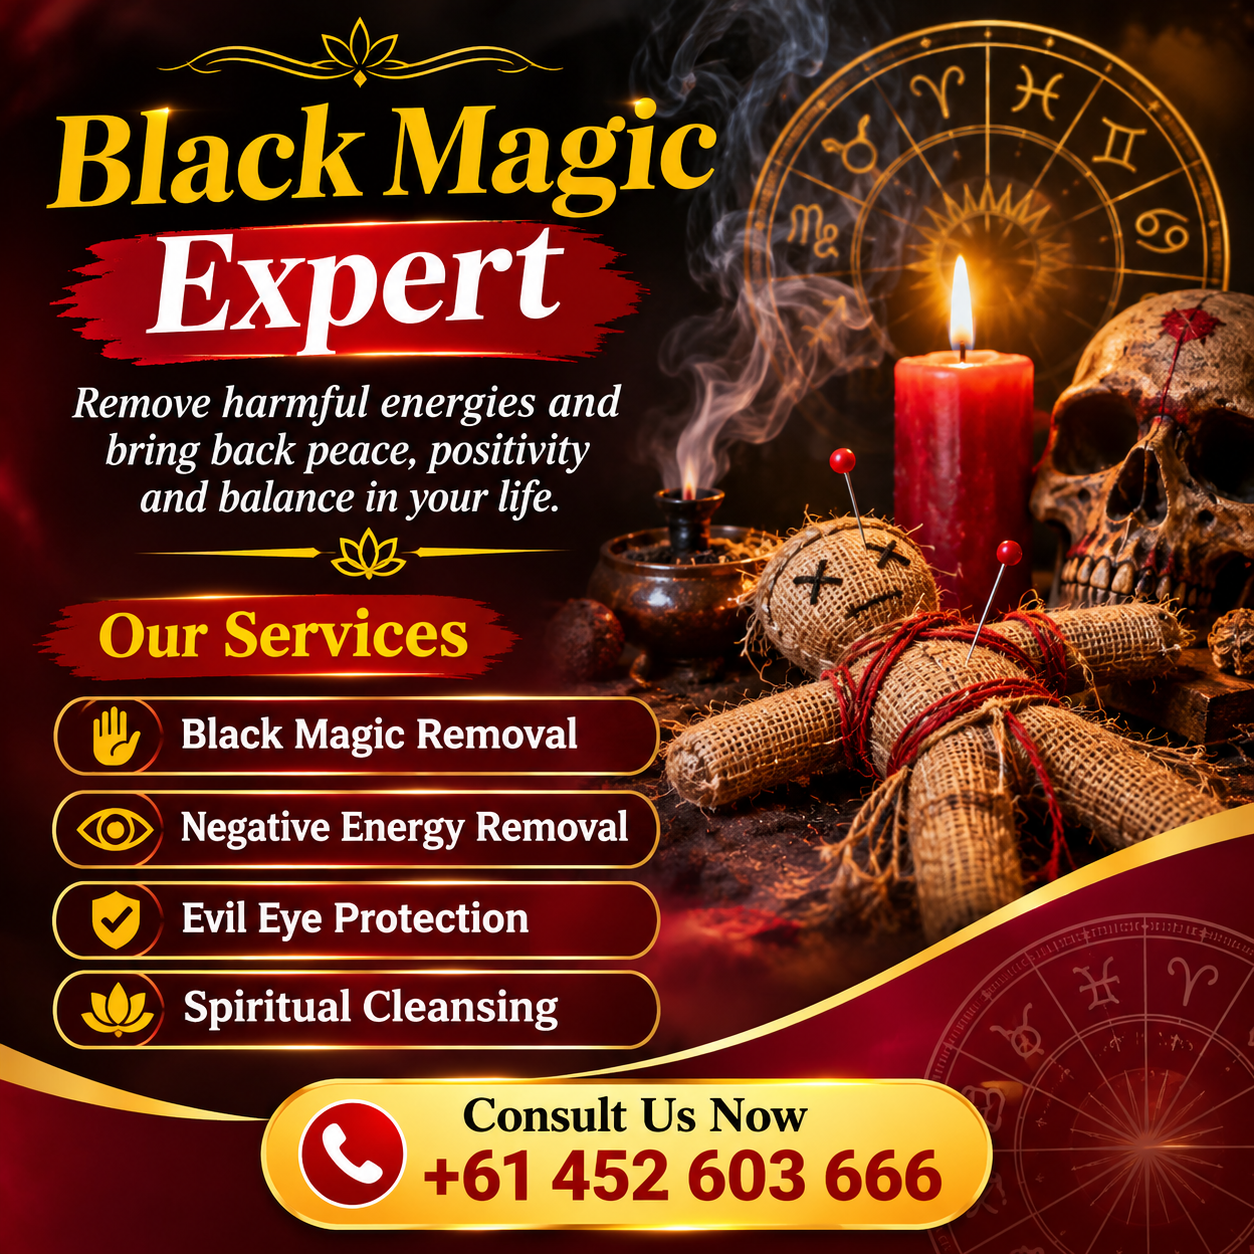 Black Magic
Expert
Remove harmful energies and
bring back peace, positivity
and balance in your life.
Our Services
Black Magic Removal
Negative Energy Removal
Evil Eye Protection
Spiritual Cleansing
Consult Us Now
+61 452 603 666